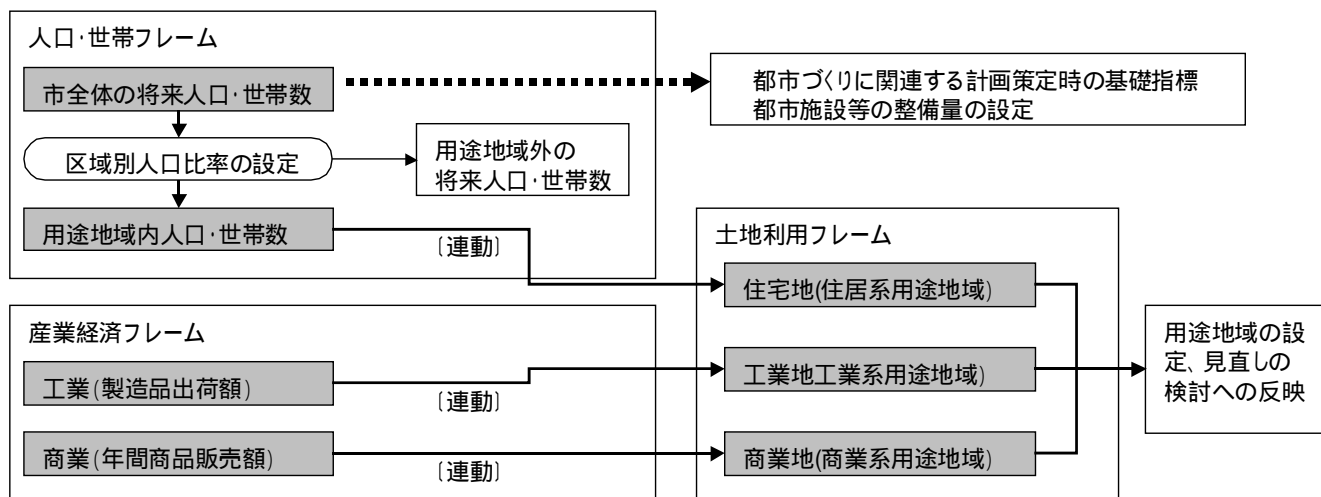 人口･世帯フレーム
市全体の将来人口･世帯数
都市づくりに関連する計画策定時の基礎指標
都市施設等の整備量の設定
区域別人口比率の設定
用途地域外の
将来人口･世帯数
用途地域内人口･世帯数
〔連動〕
土地利用フレーム
住宅地(住居系用途地域)
産業経済フレーム
工業(製造品出荷額)
〔連動〕
工業地工業系用途地域)
用途地域の設
定、見直しの
検討への反映
商業(年間商品販売額)
〔連動〕
商業地(商業系用途地域)